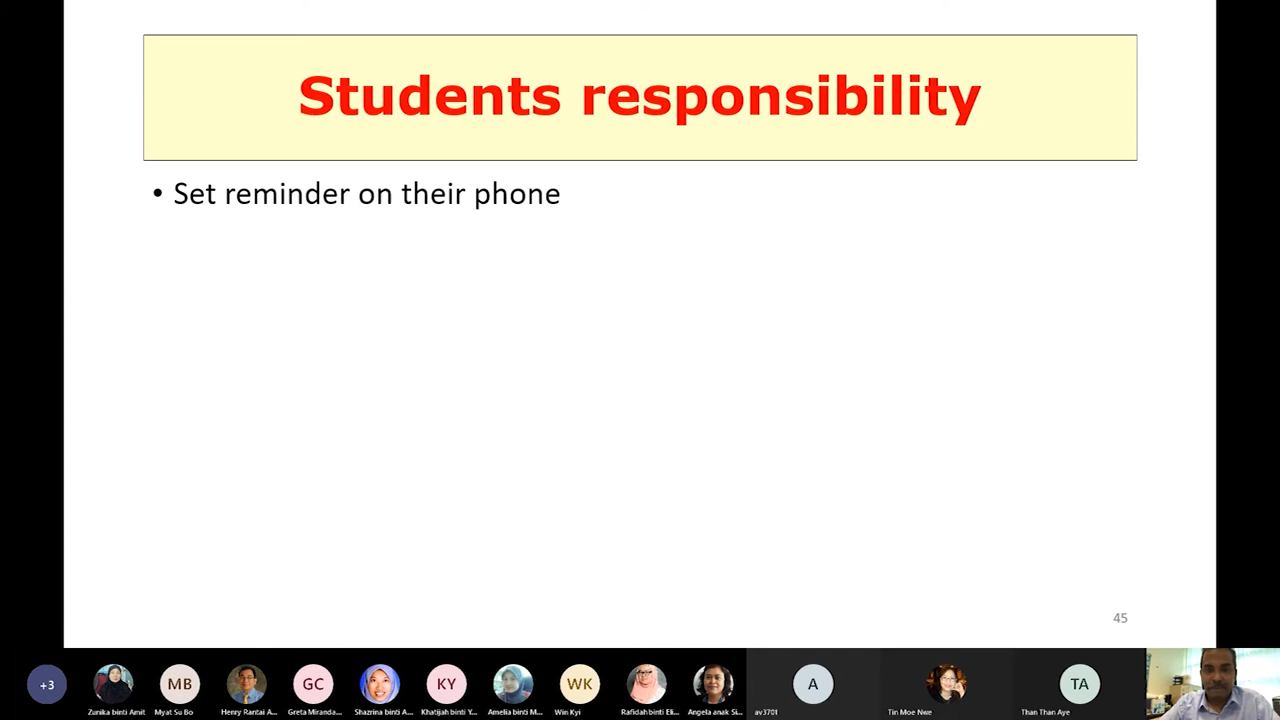 Students responsibility
• Set reminder on their phone
45
+3
MB
GC
KY
WK
A
TA
Zunika binti Amit
Myat Su Bo
Henry Rantai A...
Greta Miranda...
Shazrina binti A...
Khatijah binti Y...
Amelia binti M...
Win Kyi
Rafidah binti Eli...
Angela anak Si...
av3701
Tin Moe Nwe
Than Than Aye